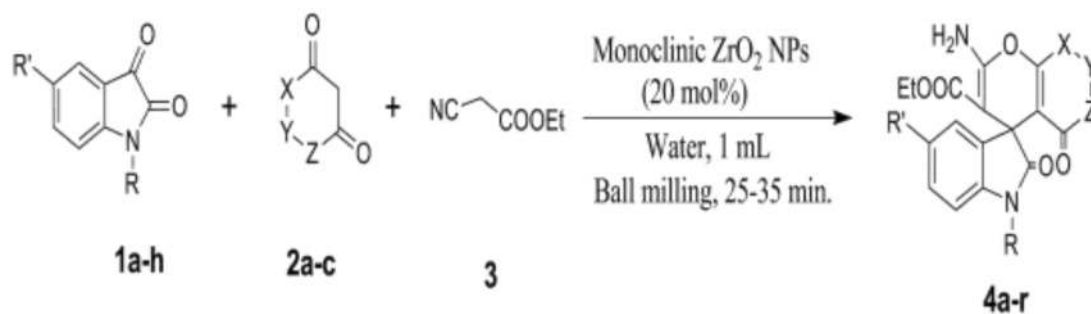 R'
O
O
N
R
1a-h
+
O
X
Y
Z
O
2a-c
+
NC
COOEt
3
Monoclinic ZrO₂ NPs
(20 mol%)
Water, 1 mL
Ball milling, 25-35 min.
H₂N
O
X
Y
Z
EtOOC
R'
O
O
N
R
4a-r